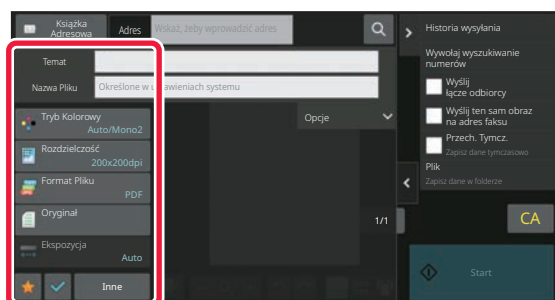 Książka
Adresowa
Adres
Wskaż, żeby wprowadzić adres
Temat
Nazwa Pliku
Określone w ustawieniach systemu
Tryb Kolorowy
Auto/Mono2
Rozdzielczość
200x200dpi
Format Pliku
PDF
Oryginał
Ekspozycja
Auto
Inne
Opcje
1/1
Historia wysyłania
Wywołaj wyszukiwanie
numerów
Wyślij
łącze odbiorcy
Wyślij ten sam obraz
na adres faksu
Przech. Tymcz.
Zapisz dane tymczasowo
Plik
Zapisz dane w folderze
CA
Start